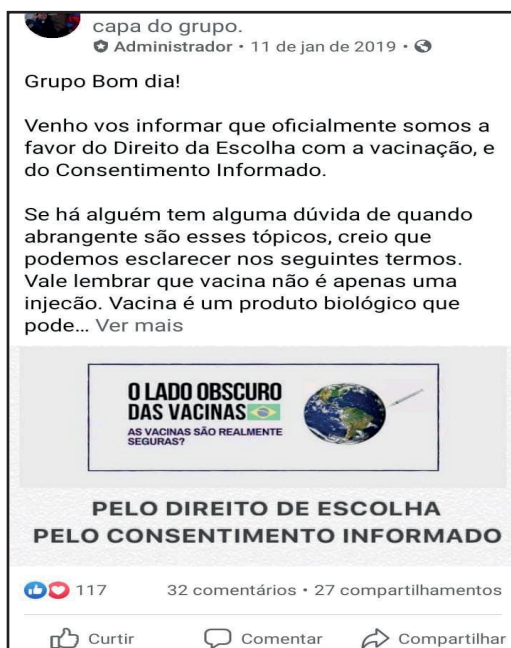 capa do grupo.
Administrador · 11 de jan de 2019 ·
Grupo Bom dia!
Venho vos informar que oficialmente somos a
favor do Direito da Escolha com a vacinação, e
do Consentimento Informado.
Se há alguém tem alguma dúvida de quando
abrangente são esses tópicos, creio que
podemos esclarecer nos seguintes termos.
Vale lembrar que vacina não é apenas uma
injecão. Vacina é um produto biológico que
pode... Ver mais
O LADO OBSCURO
DAS VACINAS
AS VACINAS SÃO REALMENTE
SEGURAS?
PELO DIREITO DE ESCOLHA
PELO CONSENTIMENTO INFORMADO
117 32 comentários · 27 compartilhamentos
Curtir Comentar Compartilhar